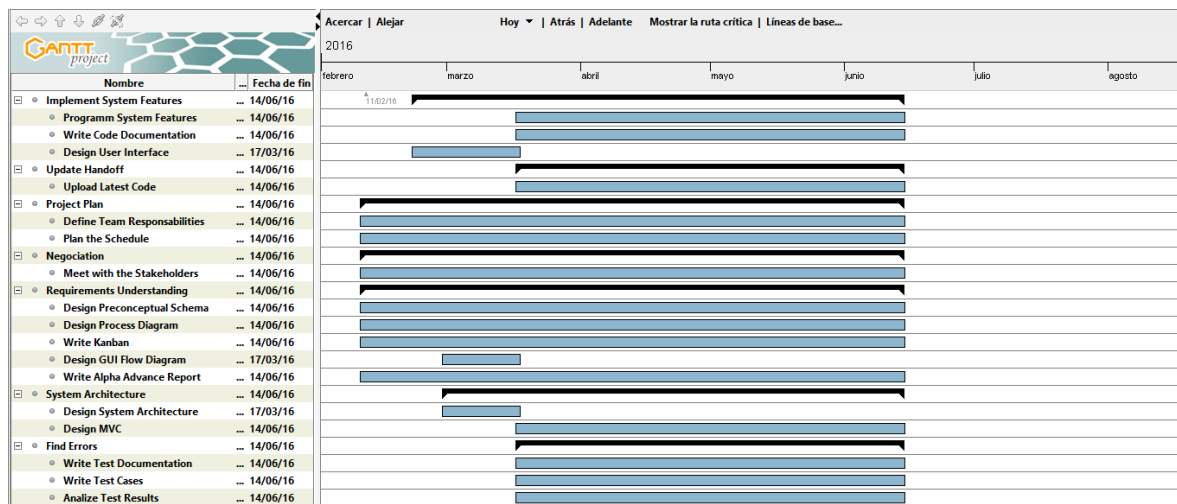 Acercar | Alejar Hoy ▼ | Atrás | Adelante Mostrar la ruta crítica | Líneas de base...
GANTT project
2016
Nombre ... Fecha de fin febrero marzo abril mayo junio julio agosto
Implement System Features ... 14/06/16 11/02/16
Programm System Features ... 14/06/16
Write Code Documentation ... 14/06/16
Design User Interface ... 17/03/16
Update Handoff ... 14/06/16
Upload Latest Code ... 14/06/16
Project Plan ... 14/06/16
Define Team Responsabilities ... 14/06/16
Plan the Schedule ... 14/06/16
Negociation ... 14/06/16
Meet with the Stakeholders ... 14/06/16
Requirements Understanding ... 14/06/16
Design Preconceptual Schema ... 14/06/16
Design Process Diagram ... 14/06/16
Write Kanban ... 14/06/16
Design GUI Flow Diagram ... 17/03/16
Write Alpha Advance Report ... 14/06/16
System Architecture ... 14/06/16
Design System Architecture ... 17/03/16
Design MVC ... 14/06/16
Find Errors ... 14/06/16
Write Test Documentation ... 14/06/16
Write Test Cases ... 14/06/16
Analize Test Results ... 14/06/16